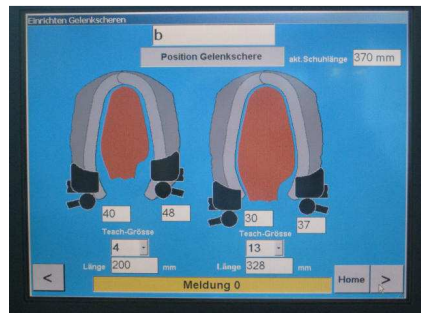 Einrichten Gelenkscheren
b
Position Gelenkschere
akt.Schuhlänge 370 mm
40 48
30 37
Teach-Grösse
Teach-Grösse
4
13
Länge 200 mm
Länge 328 mm
< Meldung 0 Home >